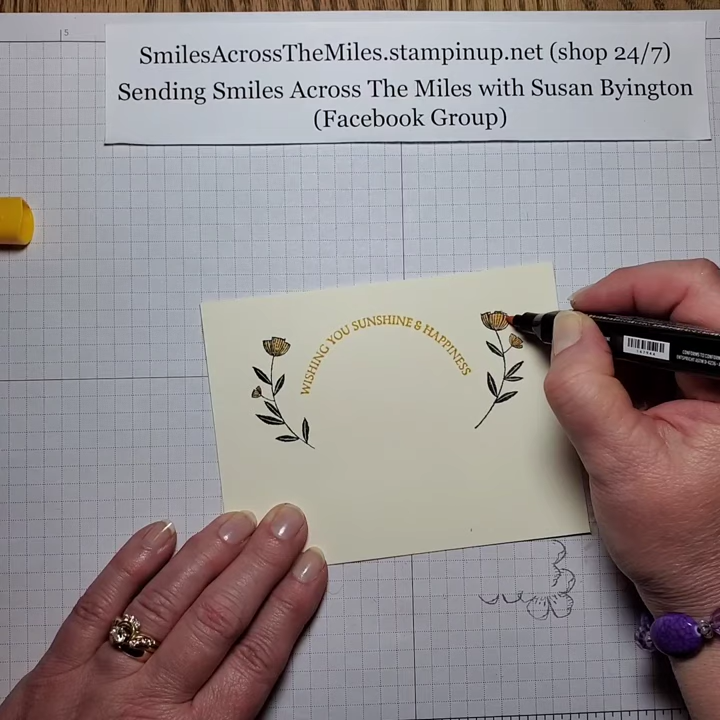 SmilesAcrossTheMiles.stampinup.net (shop 24/7)
Sending Smiles Across The Miles with Susan Byington
(Facebook Group)
5
WISHING YOU SUNSHINE & HAPPINESS